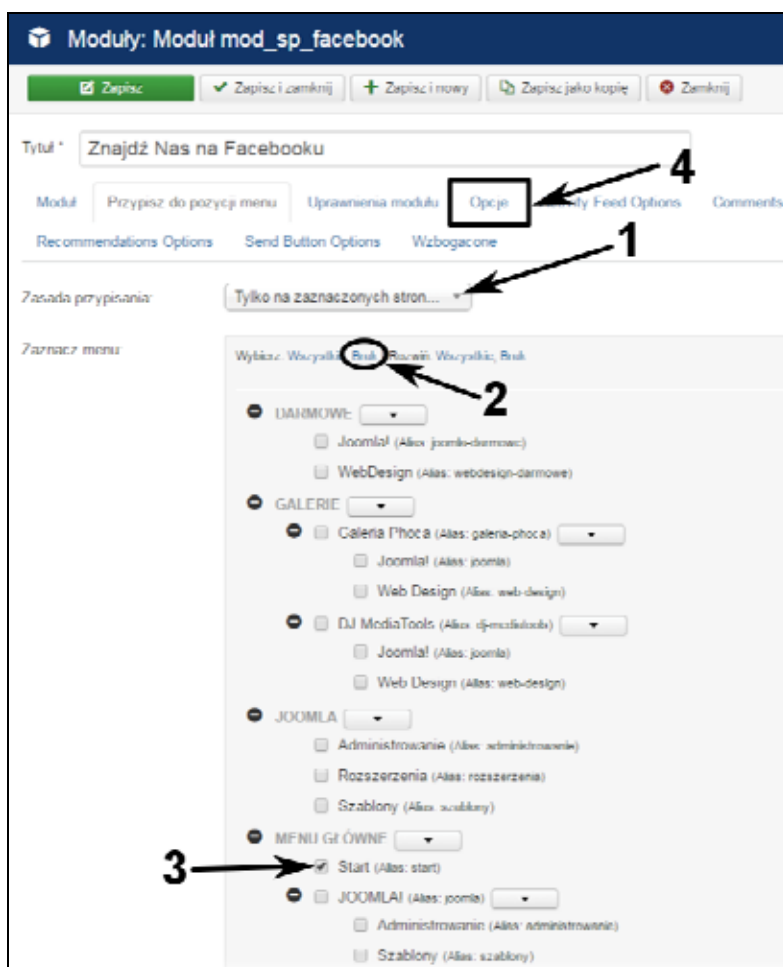 Moduły: Moduł mod_sp_facebook
Zapisz Zapisz i zamknij Zapisz i nowy Zapisz jako kopię Zamknij
Tytuł * Znajdź Nas na Facebooku
4
Moduł Przypisz do pozycji menu Uprawnienia modułu Opcje Feed Options Comments
Recommendations Options Send Button Options Wzbogacone
1
Zasada przypisania: Tylko na zaznaczonych stron...
Zaznacz menu: Wybierz: Wszystkie, Brak Rozwiń: Wszystkie, Brak
2
DARMOWE
Joomla! (Alias: joomla-darmowe)
WebDesign (Alias: webdesign-darmowe)
GALERIE
Galeria Phoca (Alias: galeria-phoca)
Joomla! (Alias: joomla)
Web Design (Alias: web-design)
DJ MediaTools (Alias: dj-mediatools)
Joomla! (Alias: joomla)
Web Design (Alias: web-design)
JOOMLA
Administrowanie (Alias: administrowanie)
Rozszerzenia (Alias: rozszerzenia)
Szablony (Alias: szablony)
MENU GŁÓWNE
3 Start (Alias: start)
JOOMLA! (Alias: joomla)
Administrowanie (Alias: administrowanie)
Szablony (Alias: szablony)